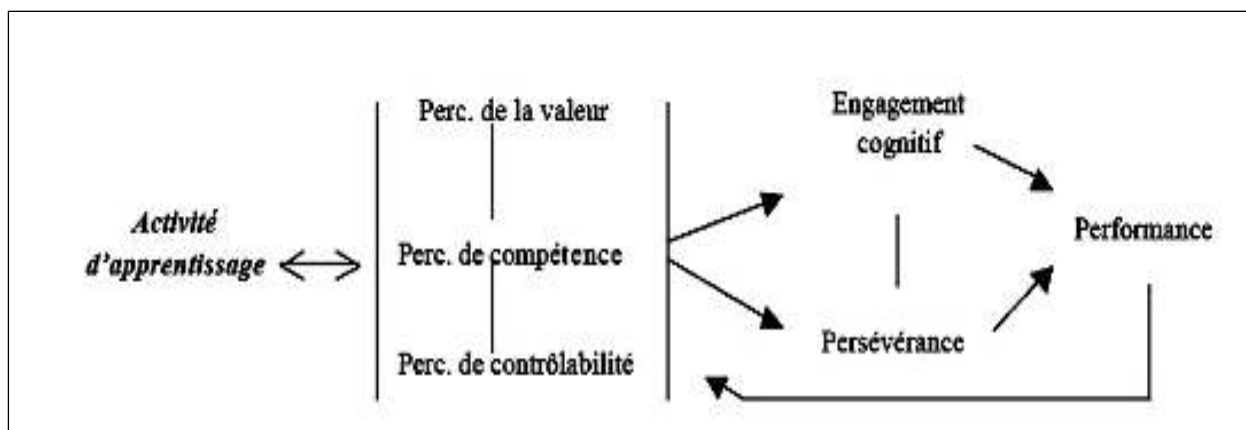 Activité
d'apprentissage
Perc. de la valeur
Perc. de compétence
Perc. de contrôlabilité
Engagement
cognitif
Persévérance
Performance